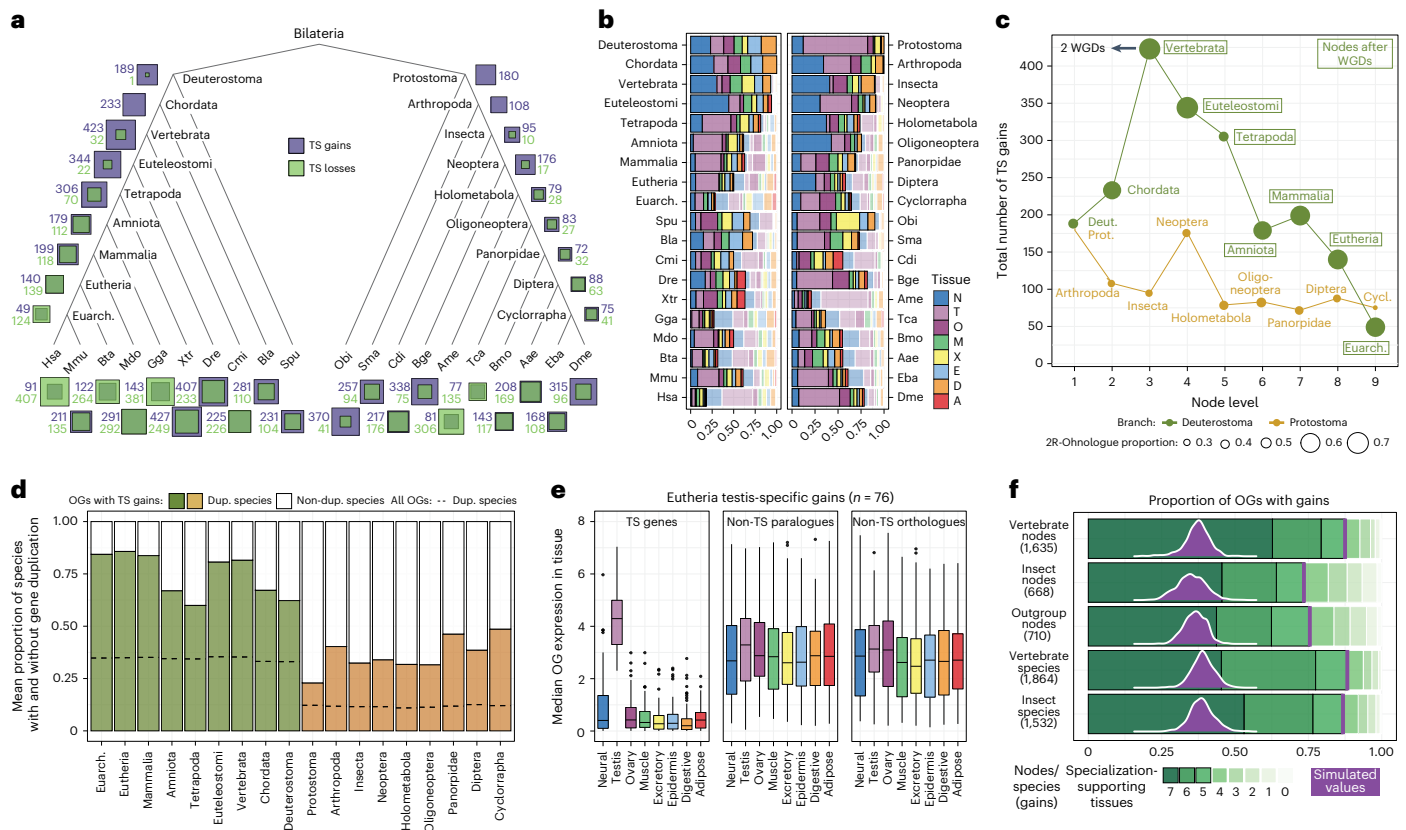 a
Bilateria
189
1
Deuterostoma
Protostoma
180
233
Chordata
Arthropoda
108
423
32
Vertebrata
Insecta
95
10
TS gains
TS losses
344
22
Euteleostomi
Neoptera
176
17
306
70
Tetrapoda
Holometabola
79
28
179
112
Amniota
Oligoneoptera
83
27
199
118
Mammalia
Panorpidae
72
32
140
139
Eutheria
Diptera
88
63
49
124
Euarch.
Cyclorrapha
75
41
Hsa Mmu Bta Mdo Gga Xtr Dre Cmi Bla Spu Obi Sma Cdi Bge Ame Tca Bmo Aae Eba Dme
91 122 143 407 281 257 338 77 208 315
407 264 381 233 110 94 75 135 169 96
211 291 427 225 231 370 217 81 143 168
135 292 249 226 104 41 176 306 117 108
b
Deuterostoma Protostoma
Chordata Arthropoda
Vertebrata Insecta
Euteleostomi Neoptera
Tetrapoda Holometabola
Amniota Oligoneoptera
Mammalia Panorpidae
Eutheria Diptera
Euarch. Cyclorrapha
Spu Obi
Bla Sma
Cmi Cdi
Dre Bge
Xtr Ame
Gga Tca
Mdo Bmo
Bta Aae
Mmu Eba
Hsa Dme
0 0.25 0.50 0.75 1.00 0 0.25 0.50 0.75 1.00
Tissue
N
T
O
M
X
E
D
A
c
Total number of TS gains
400
350
300
250
200
150
100
50
0
2 WGDs
Vertebrata
Nodes after
WGDs
Euteleostomi
Tetrapoda
Chordata
Mammalia
Deut.
Prot.
Neoptera
Amniota
Eutheria
Arthropoda
Insecta
Holometabola
Oligo-
neoptera
Panorpidae
Diptera
Cycl.
Euarch.
1 2 3 4 5 6 7 8 9
Node level
Branch: Deuterostoma Protostoma
2R-Ohnologue proportion: 0.3 0.4 0.5 0.6 0.7
d
OGs with TS gains: Dup. species Non-dup. species All OGs: Dup. species
Mean proportion of species
with and without gene duplication
1.00
0.75
0.50
0.25
0
Euarch.
Eutheria
Mammalia
Amniota
Tetrapoda
Euteleostomi
Vertebrata
Chordata
Deuterostoma
Protostoma
Arthropoda
Insecta
Neoptera
Holometabola
Oligoneoptera
Panorpidae
Diptera
Cyclorrapha
e
Eutheria testis-specific gains (n = 76)
Median OG expression in tissue
8
6
4
2
0
TS genes
Non-TS paralogues
Non-TS orthologues
Neural
Testis
Ovary
Muscle
Excretory
Epidermis
Digestive
Adipose
Neural
Testis
Ovary
Muscle
Excretory
Epidermis
Digestive
Adipose
Neural
Testis
Ovary
Muscle
Excretory
Epidermis
Digestive
Adipose
f
Proportion of OGs with gains
Vertebrate
nodes
(1,635)
Insect
nodes
(668)
Outgroup
nodes
(710)
Vertebrate
species
(1,864)
Insect
species
(1,532)
0 0.25 0.50 0.75 1.00
Nodes/
species
(gains)
Specialization-
supporting
tissues
7 6 5 4 3 2 1 0
Simulated
values